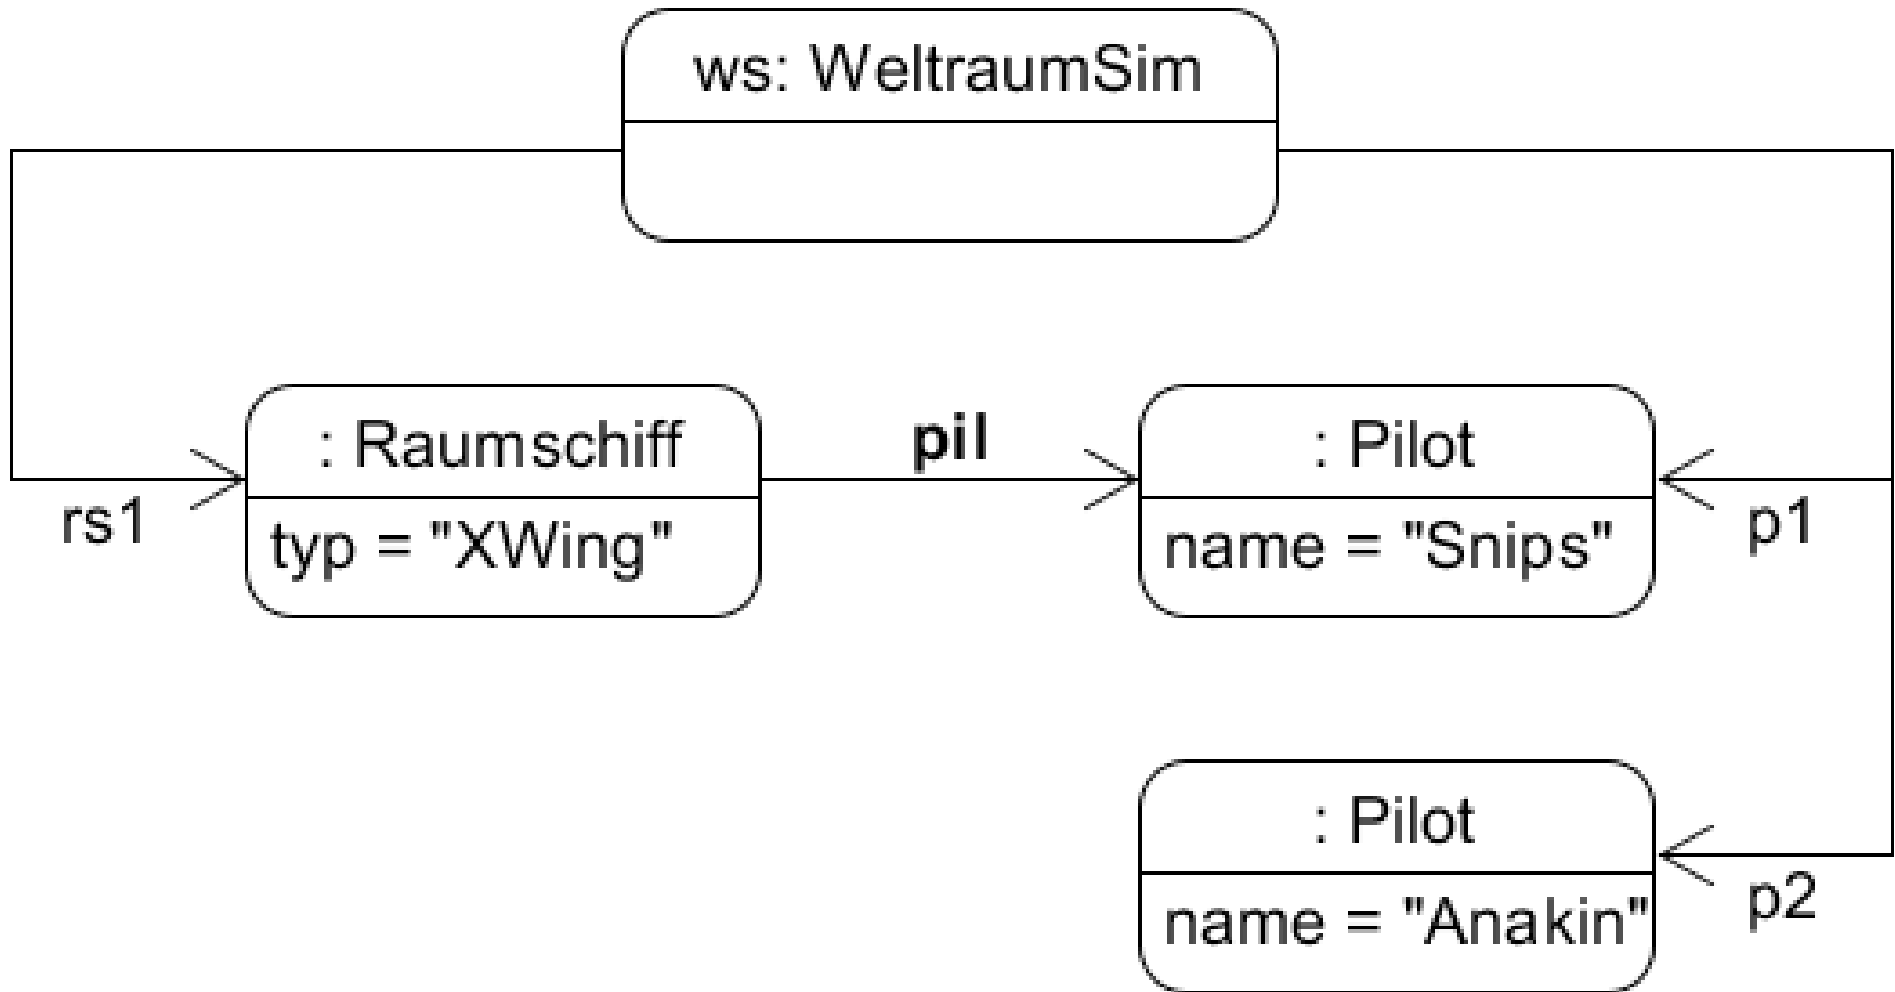 ws: WeltraumSim
: Raumschiff
typ = "XWing"
rs1
pil
: Pilot
name = "Snips"
p1
: Pilot
name = "Anakin"
p2